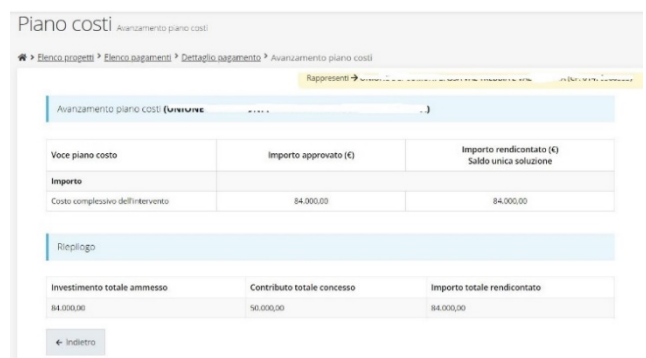 Piano costi Avanzamento piano costi
> Elenco progetti > Elenco pagamenti > Dettaglio pagamento > Avanzamento piano costi
Rappresenti →
Avanzamento piano costi (UNIONE )
Voce piano costo Importo approvato (€) Importo rendicontato (€)
Saldo unica soluzione
Importo
Costo complessivo dell'intervento 84.000,00 84.000,00
Riepilogo
Investimento totale ammesso Contributo totale concesso Importo totale rendicontato
84.000,00 50.000,00 84.000,00
← Indietro